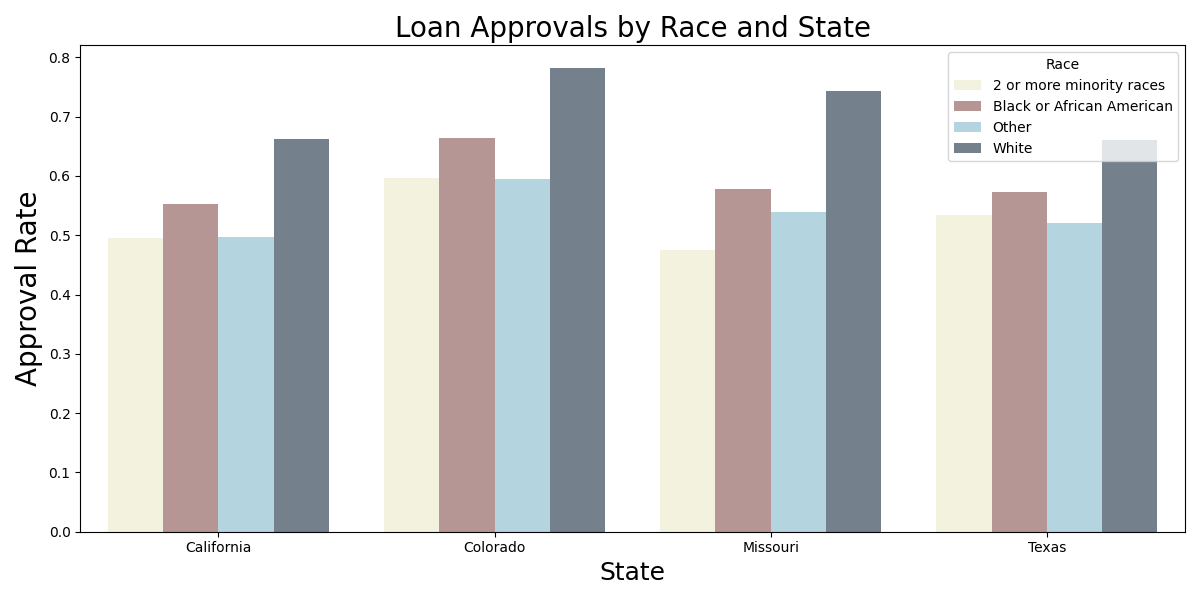 Loan Approvals by Race and State
Approval Rate
0.8
0.7
0.6
0.5
0.4
0.3
0.2
0.1
0.0
Race
2 or more minority races
Black or African American
Other
White
California
Colorado
Missouri
Texas
State